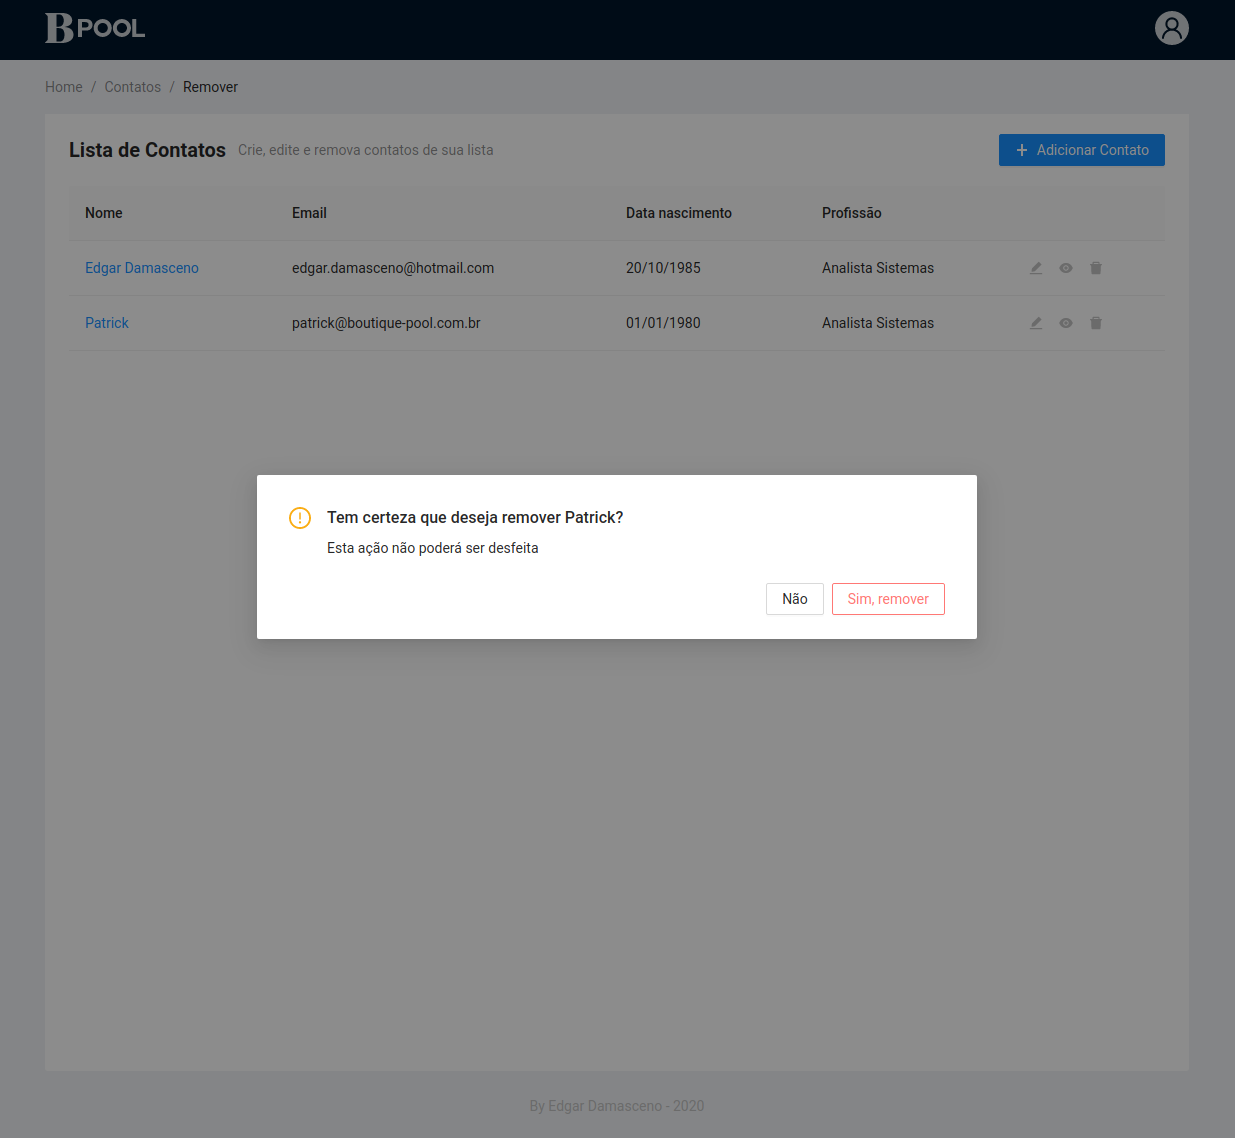 BPOOL
Home / Contatos / Remover
Lista de Contatos Crie, edite e remova contatos de sua lista
Adicionar Contato
Nome Email Data nascimento Profissão
Edgar Damasceno edgar.damasceno@hotmail.com 20/10/1985 Analista Sistemas
Patrick patrick@boutique-pool.com.br 01/01/1980 Analista Sistemas
Tem certeza que deseja remover Patrick?
Esta ação não poderá ser desfeita
Não Sim, remover
By Edgar Damasceno - 2020